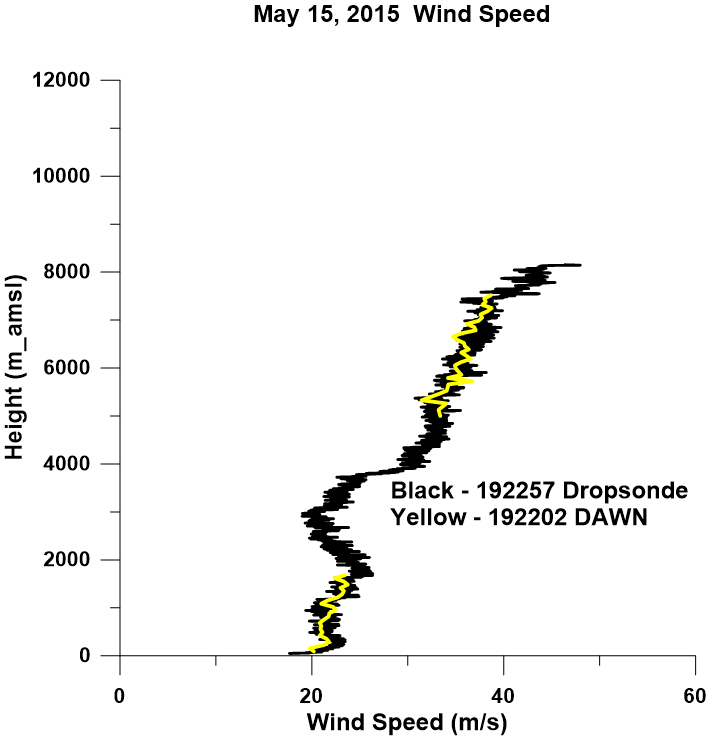 May 15, 2015  Wind Speed
12000
10000
8000
6000
4000
2000
0
Height (m_amsl)
Black - 192257 Dropsonde
Yellow - 192202 DAWN
0 20 40 60
Wind Speed (m/s)